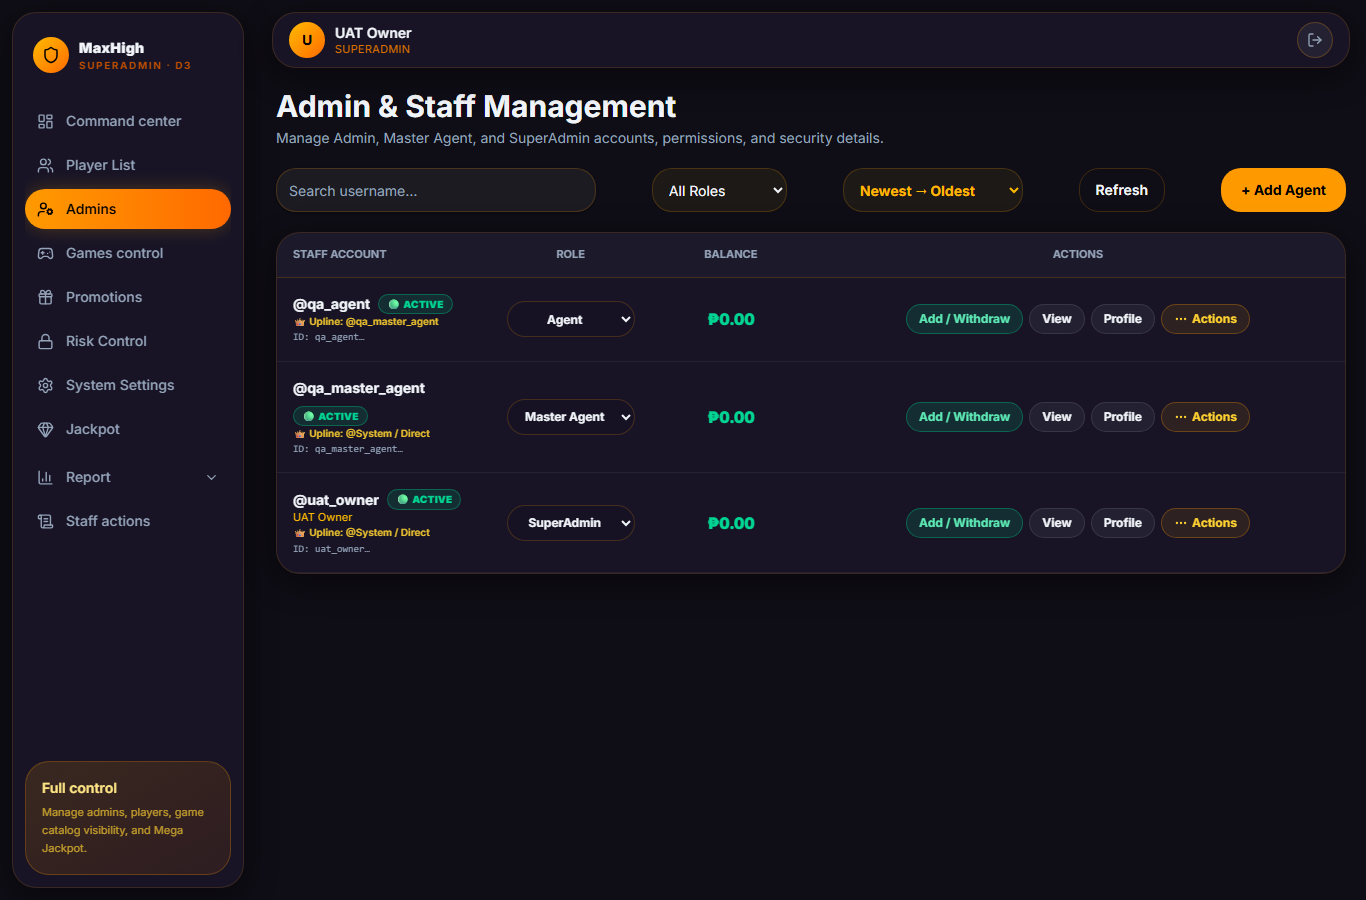 MaxHigh
SUPERADMIN · D3
Command center
Player List
Admins
Games control
Promotions
Risk Control
System Settings
Jackpot
Report
Staff actions
Full control
Manage admins, players, game
catalog visibility, and Mega
Jackpot.
U
UAT Owner
SUPERADMIN
Admin & Staff Management
Manage Admin, Master Agent, and SuperAdmin accounts, permissions, and security details.
Search username...
All Roles
Newest → Oldest
Refresh
+ Add Agent
STAFF ACCOUNT ROLE BALANCE ACTIONS
@qa_agent ACTIVE
Upline: @qa_master_agent
ID: qa_agent…
Agent
₱0.00
Add / Withdraw View Profile ··· Actions
@qa_master_agent
ACTIVE
Upline: @System / Direct
ID: qa_master_agent…
Master Agent
₱0.00
Add / Withdraw View Profile ··· Actions
@uat_owner ACTIVE
UAT Owner
Upline: @System / Direct
ID: uat_owner…
SuperAdmin
₱0.00
Add / Withdraw View Profile ··· Actions